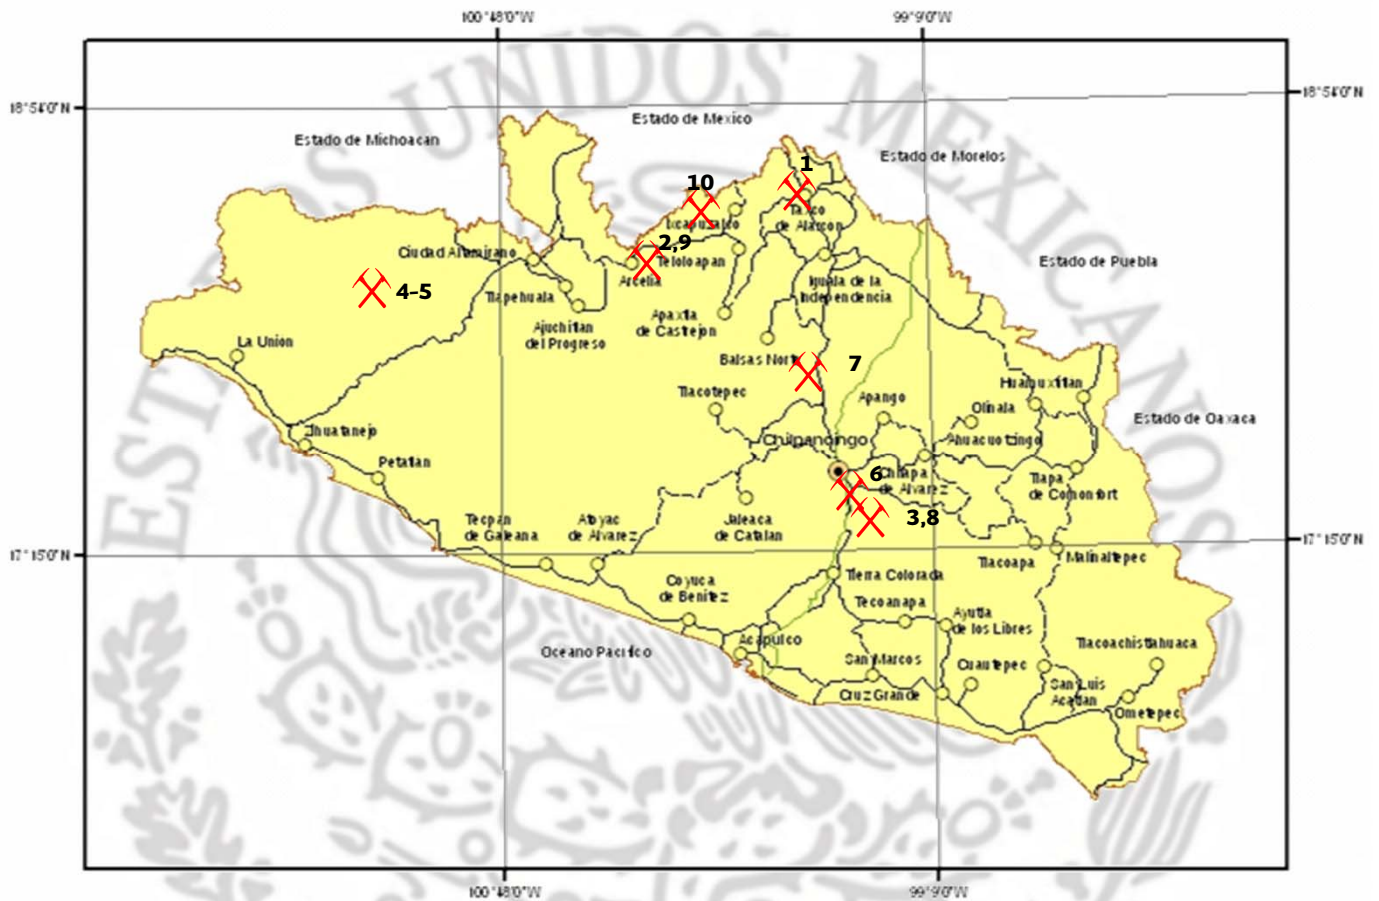 100°48'0"W
99°9'0"W
ESTADOS UNIDOS MEXICANOS
18°54'0"N
18°54'0"N
Estado de Mexico
Estado de Michoacan
Estado de Morelos
1
10
Taxco
de Alarcon
Ixcapuzalco
2,9
Ciudad Altamirano
Teloloapan
Estado de Puebla
Arcelia
4-5
Tlapehuala
Iguala de la
Independencia
Apaxtla
de Castrejon
Ajuchitlan
del Progreso
La Union
Balsas Norte
7
Tlacotepec
Huamuxtitlan
Apango
Olinala
Estado de Oaxaca
Zihuatanejo
Chilpancingo
Ahuacuotzingo
Petatlan
6
Chilapa
de Alvarez
Tlapa
de Comonfort
3,8
Tecpan
de Galeana
Atoyac
de Alvarez
Jaleaca
de Catalan
17°15'0"N
17°15'0"N
Tlacoapa
Malinaltepec
Tierra Colorada
Coyuca
de Benitez
Tecoanapa
Ayutla
de los Libres
Acapulco
Tlacoachistlahuaca
Oceano Pacifico
San Marcos
Cuautepec
Cruz Grande
San Luis
Acatlan
Ometepec
100°48'0"W
99°9'0"W